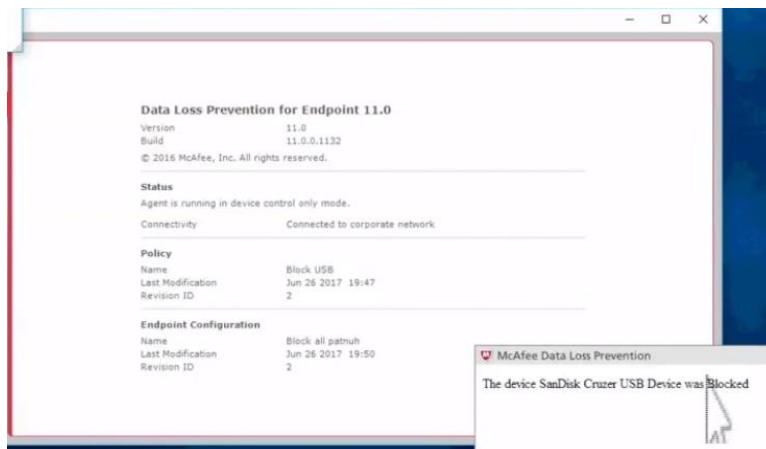 Data Loss Prevention for Endpoint 11.0
Version 11.0
Build 11.0.0.1132
© 2016 McAfee, Inc. All rights reserved.
Status
Agent is running in device control only mode.
Connectivity Connected to corporate network
Policy
Name Block USB
Last Modification Jun 26 2017 19:47
Revision ID 2
Endpoint Configuration
Name Block all patnuh
Last Modification Jun 26 2017 19:50
Revision ID 2
McAfee Data Loss Prevention
The device SanDisk Cruzer USB Device was Blocked